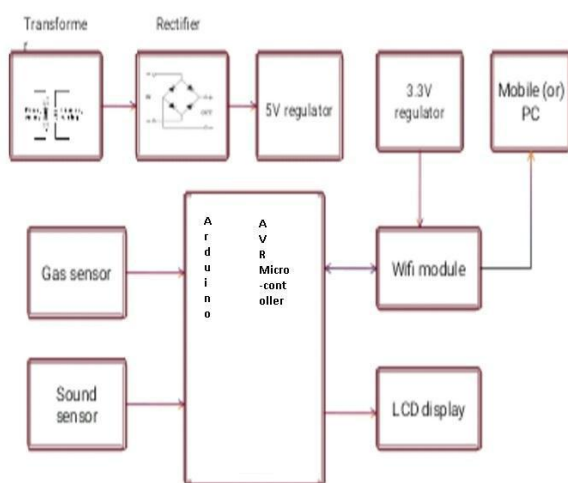 Transforme
r
Rectifier
5V regulator
3.3V
regulator
Mobile (or)
PC
Gas sensor
Sound
sensor
A
r
d
u
i
n
o
A
V
R
Micro
-cont
oller
Wifi module
LCD display